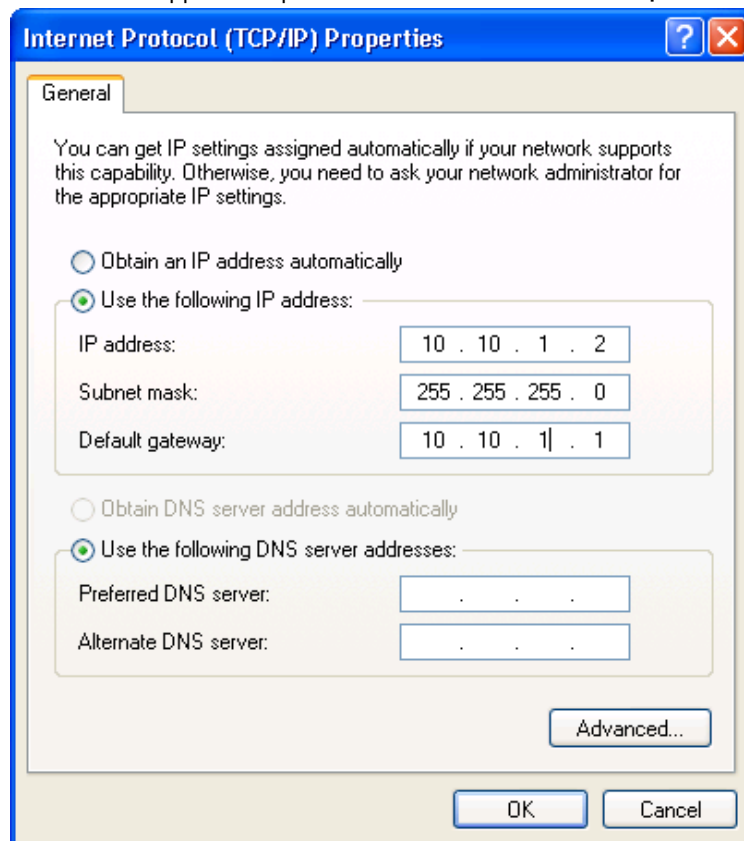 Internet Protocol (TCP/IP) Properties
General
You can get IP settings assigned automatically if your network supports
this capability. Otherwise, you need to ask your network administrator for
the appropriate IP settings.
Obtain an IP address automatically
Use the following IP address:
IP address: 10 . 10 . 1 . 2
Subnet mask: 255 . 255 . 255 . 0
Default gateway: 10 . 10 . 1 . 1
Obtain DNS server address automatically
Use the following DNS server addresses:
Preferred DNS server: . . .
Alternate DNS server: . . .
Advanced...
OK Cancel